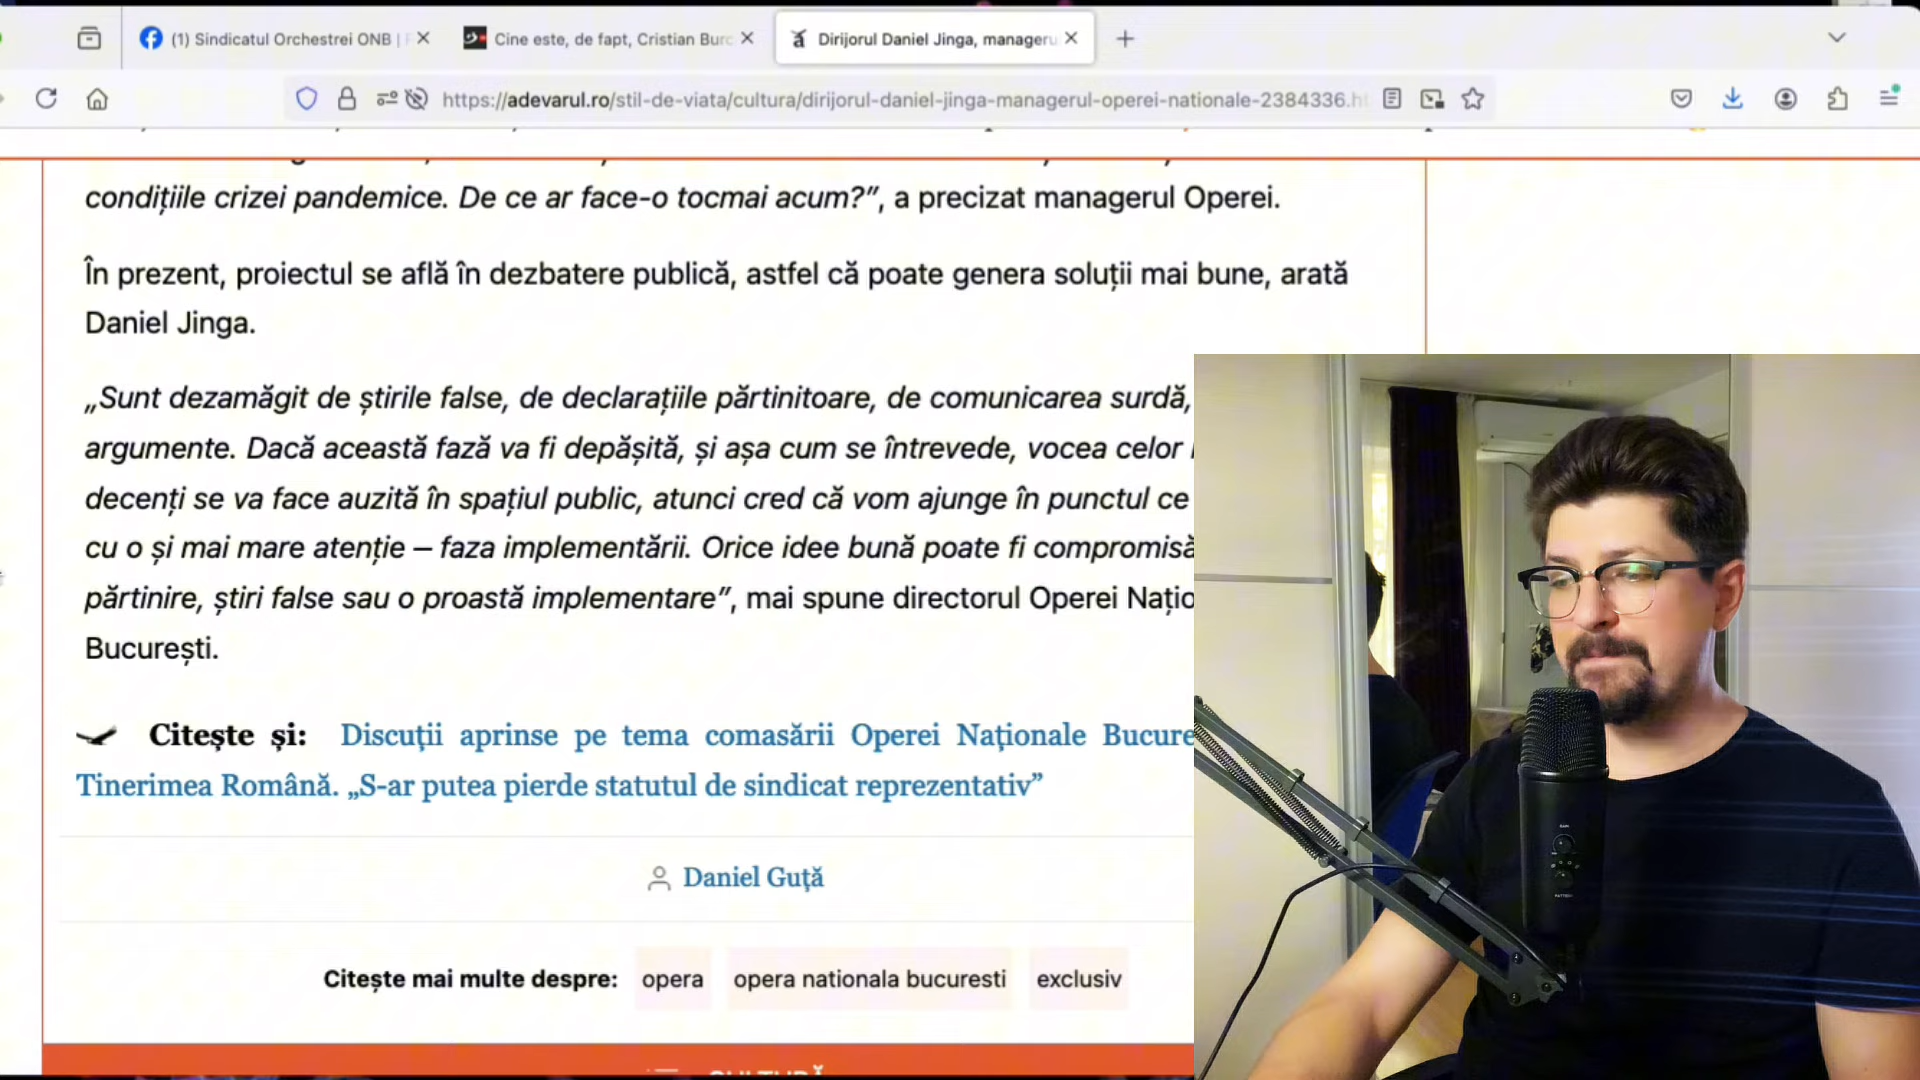 (1) Sindicatul Orchestrei ONB |
Cine este, de fapt, Cristian Burc
Dirijorul Daniel Jinga, manageru
https://adevarul.ro/stil-de-viata/cultura/dirijorul-daniel-jinga-managerul-operei-nationale-2384336.h
condițiile crizei pandemice. De ce ar face-o tocmai acum?”, a precizat managerul Operei.
În prezent, proiectul se află în dezbatere publică, astfel că poate genera soluții mai bune, arată
Daniel Jinga.
„Sunt dezamăgit de știrile false, de declarațiile părtinitoare, de comunicarea surdă,
argumente. Dacă această fază va fi depășită, și așa cum se întrevede, vocea celor
decenți se va face auzită în spațiul public, atunci cred că vom ajunge în punctul ce
cu o și mai mare atenție – faza implementării. Orice idee bună poate fi compromisă
părtinire, știri false sau o proastă implementare”, mai spune directorul Operei Națio
București.
Citește și: Discuții aprinse pe tema comasării Operei Naționale Bucure
Tinerimea Română. „S-ar putea pierde statutul de sindicat reprezentativ”
Daniel Guță
Citește mai multe despre: opera opera nationala bucuresti exclusiv
CULTURĂ